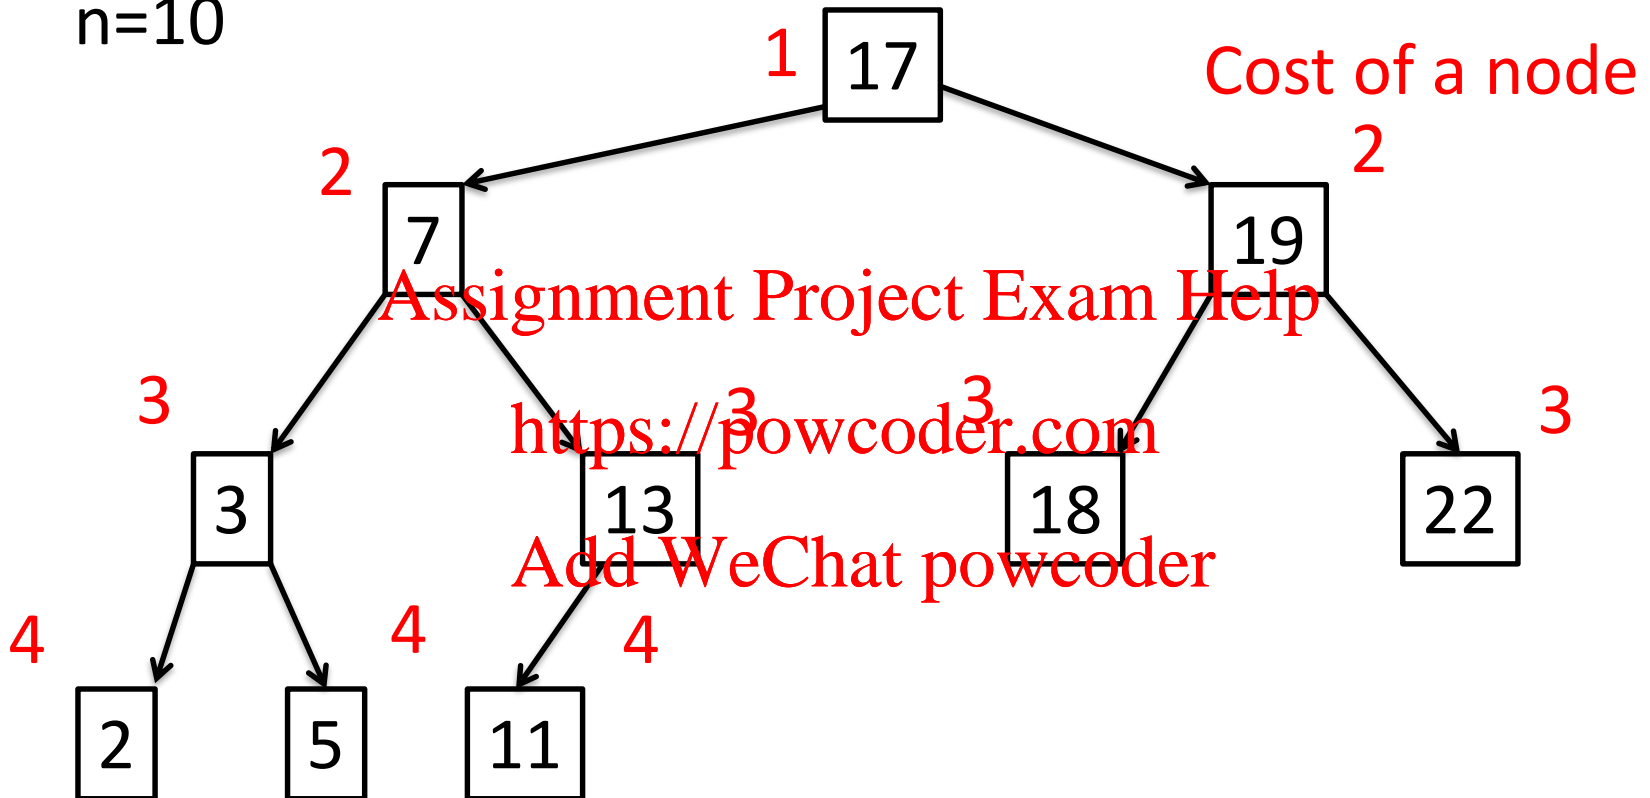 n=10
1 17 Cost of a node
2 2
7 19
Assignment Project Exam Help
3 3 3 3
https://powcoder.com
3 13 18 22
Add WeChat powcoder
4 4 4
2 5 11